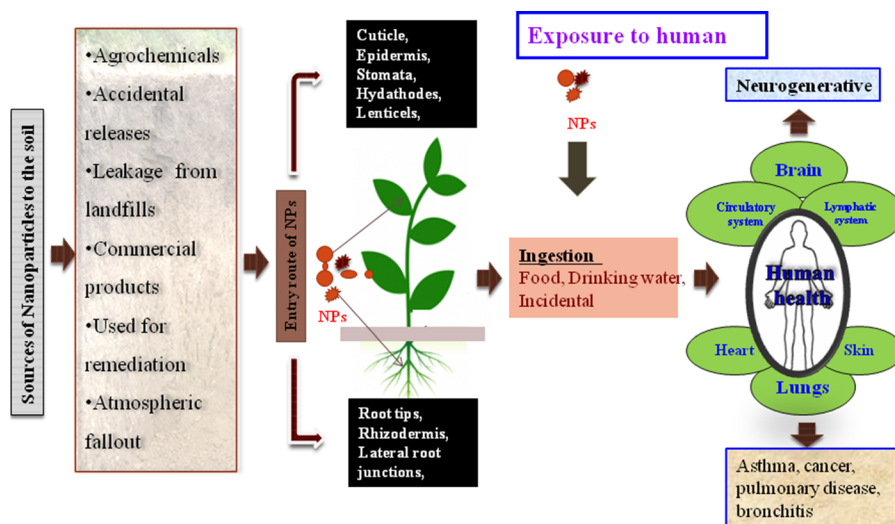 Sources of Nanoparticles to the soil
•Agrochemicals
•Accidental
releases
•Leakage from
landfills
•Commercial
products
•Used for
remediation
•Atmospheric
fallout
Entry route of NPs
Cuticle,
Epidermis,
Stomata,
Hydathodes,
Lenticels,
NPs
Root tips,
Rhizodermis,
Lateral root
junctions,
Exposure to human
NPs
Ingestion
Food, Drinking water,
Incidental
Neurogenerative
Brain
Circulatory
system
Lymphatic
system
Human
health
Heart
Skin
Lungs
Asthma, cancer,
pulmonary disease,
bronchitis